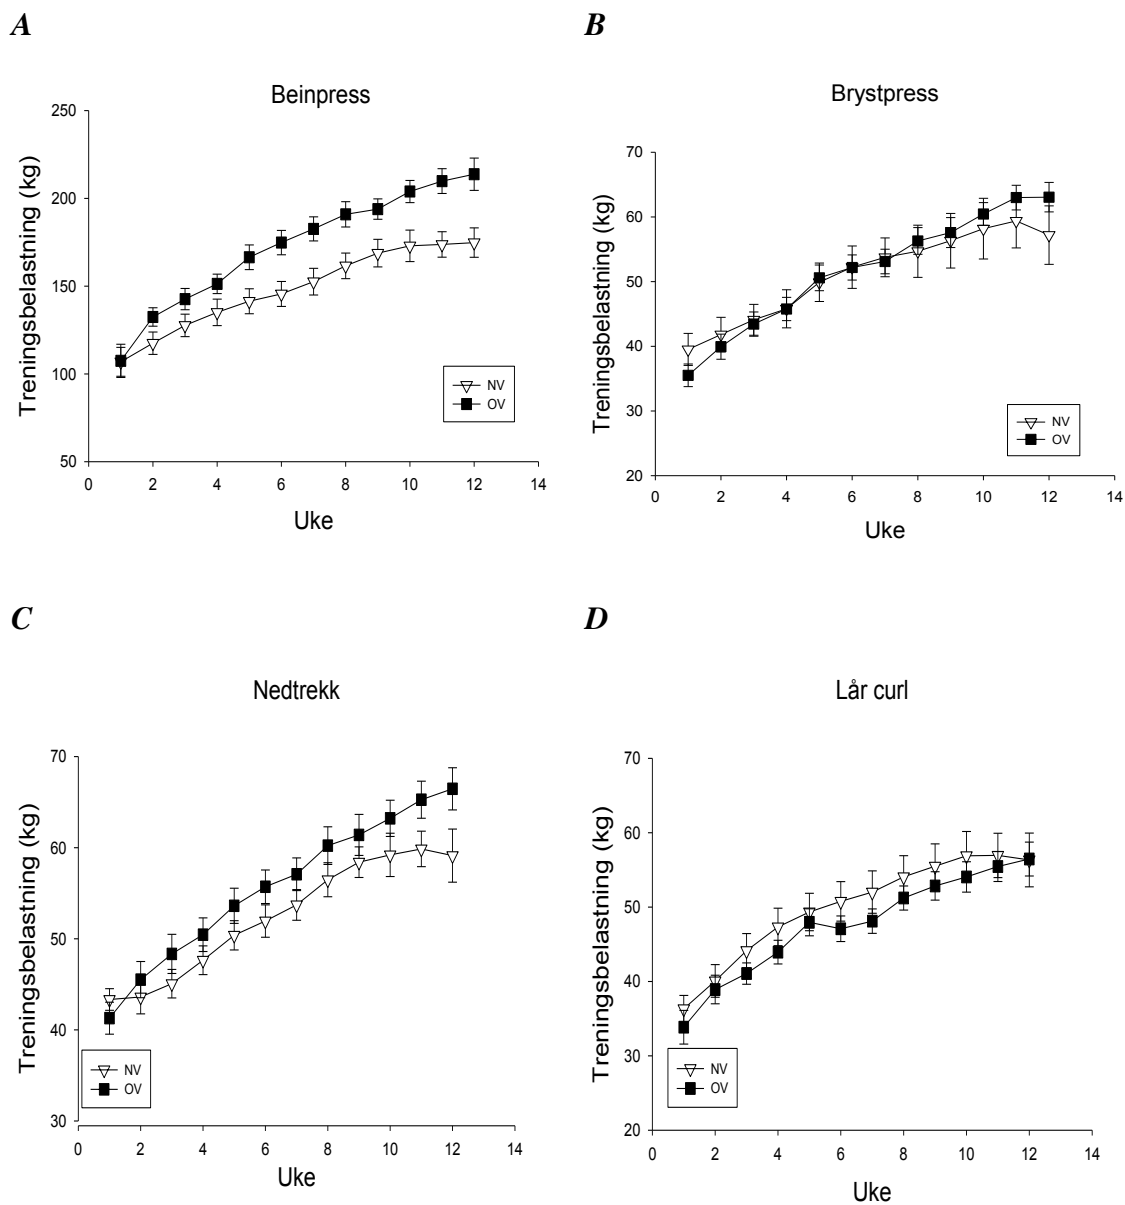 A
Beinpress
Treningsbelastning (kg)
250
200
150
100
50
0 2 4 6 8 10 12 14
Uke
NV
OV
B
Brystpress
Treningsbelastning (kg)
70
60
50
40
30
20
0 2 4 6 8 10 12 14
Uke
NV
OV
C
Nedtrekk
Treningsbelastning (kg)
70
60
50
40
30
0 2 4 6 8 10 12 14
Uke
NV
OV
D
Lår curl
Treningsbelastning (kg)
70
60
50
40
30
20
0 2 4 6 8 10 12 14
Uke
NV
OV